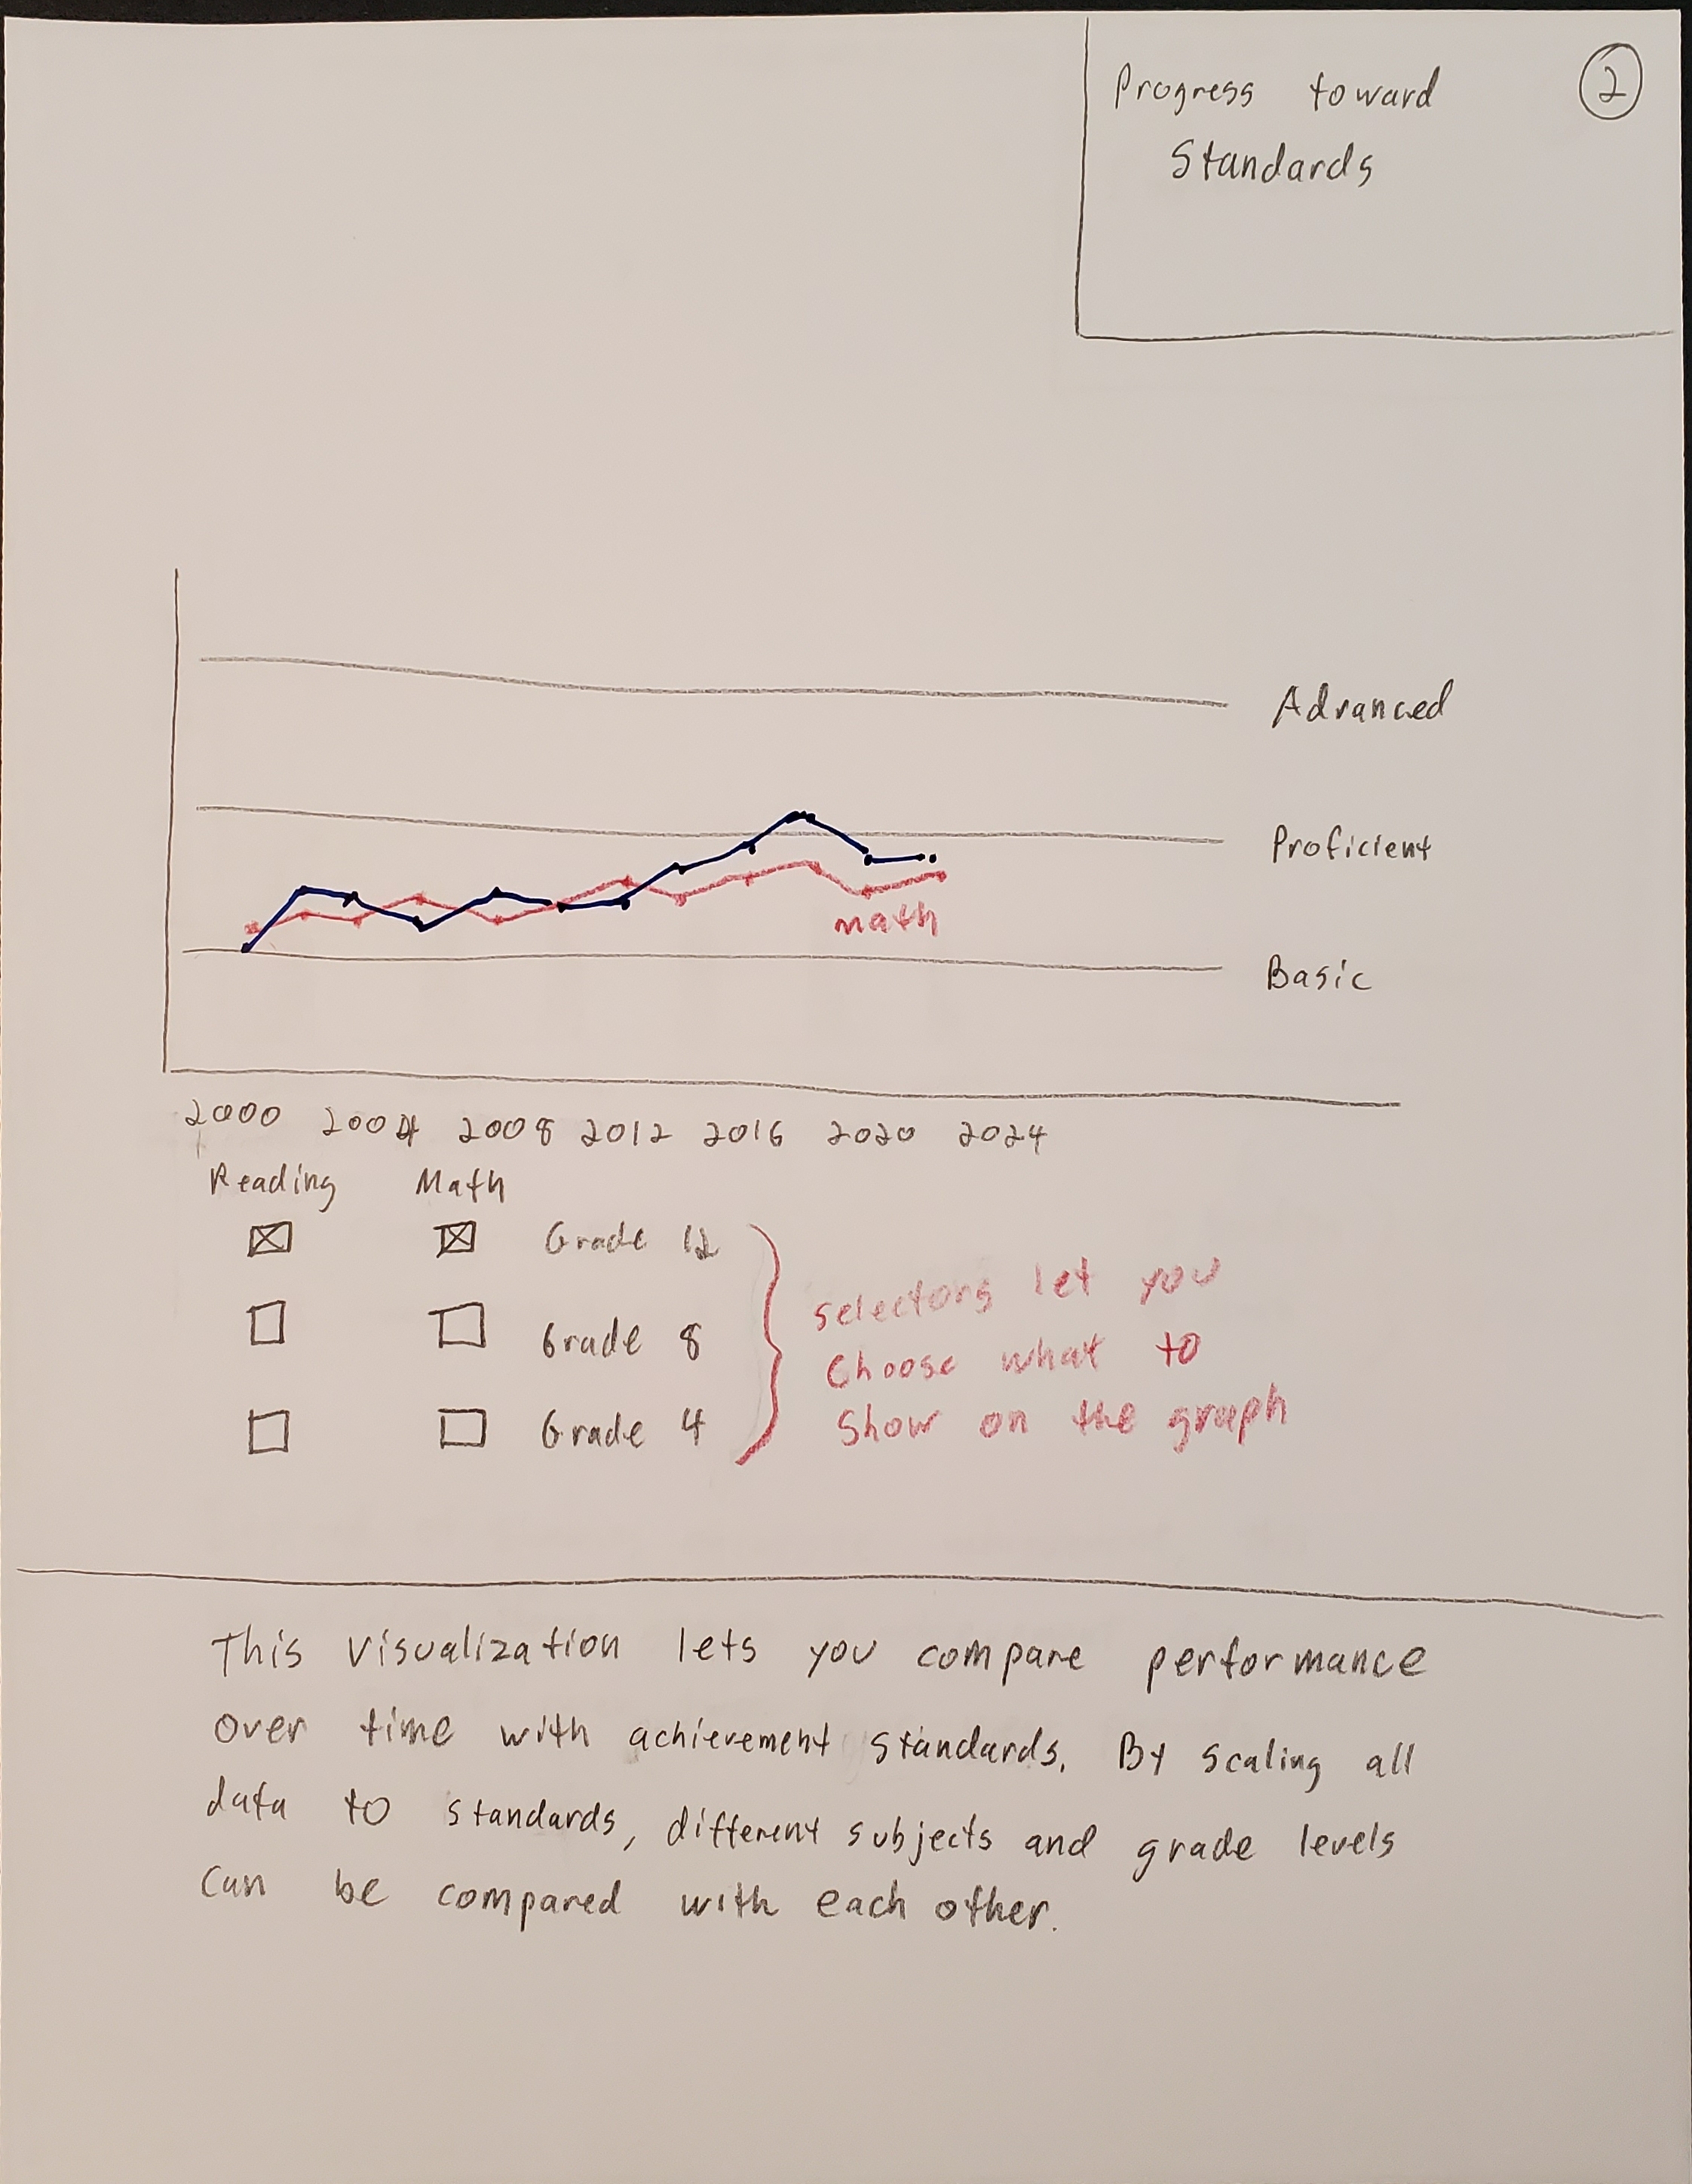 Progress toward
Standards
2
Advanced
Proficient
math
Basic
2000 2004 2008 2012 2016 2020 2024
Reading Math
Grade 12
Grade 8
Grade 4
selectors let you
Choose what to
Show on the graph
This visualization lets you compare performance
over time with achievement standards. By scaling all
data to standards, different subjects and grade levels
can be compared with each other.